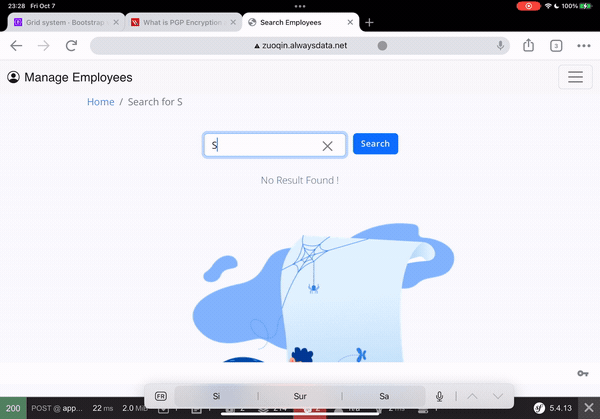 23:28 Fri Oct 7
100%
Grid system · Bootstrap
What is PGP Encryption
Search Employees
zuoqin.alwaysdata.net
3
Manage Employees
Home / Search for S
S
Search
No Result Found !
FR
Si
Sur
Sa
200
POST @ app...
22 ms
2.0
5.4.13